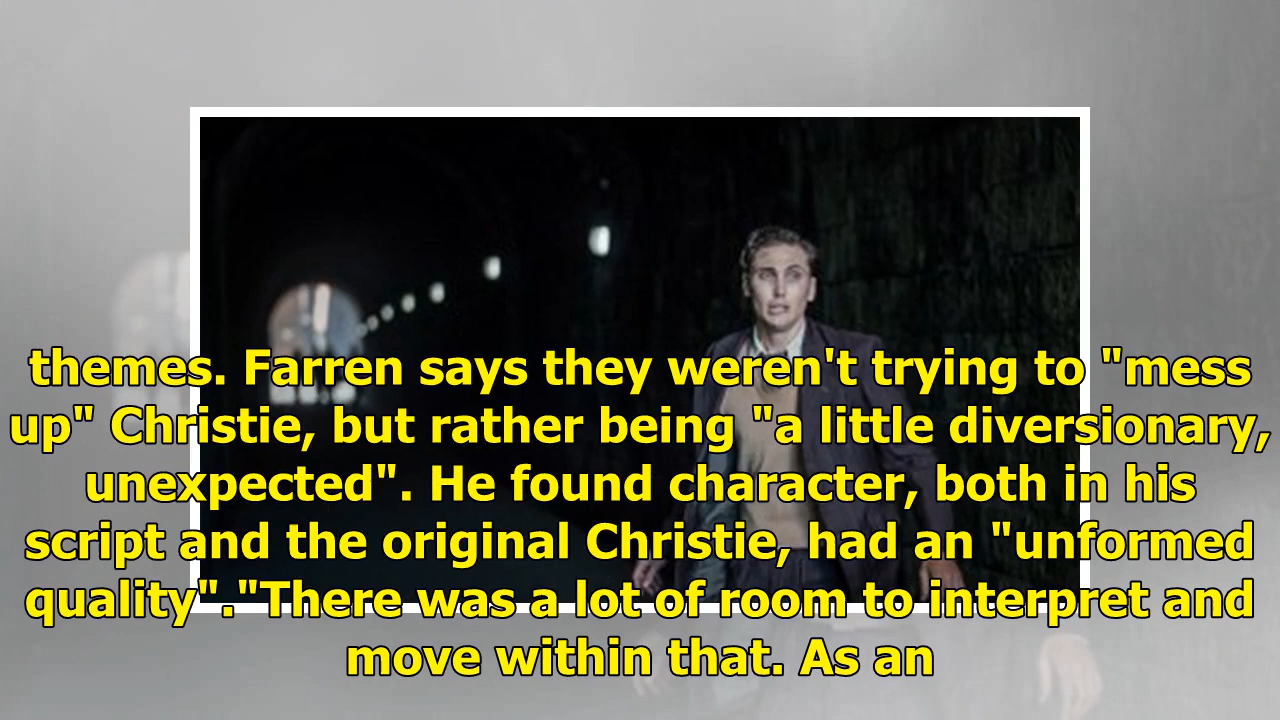 themes. Farren says they weren't trying to "mess
up" Christie, but rather being "a little diversionary,
unexpected". He found character, both in his
script and the original Christie, had an "unformed
quality"."There was a lot of room to interpret and
move within that. As an